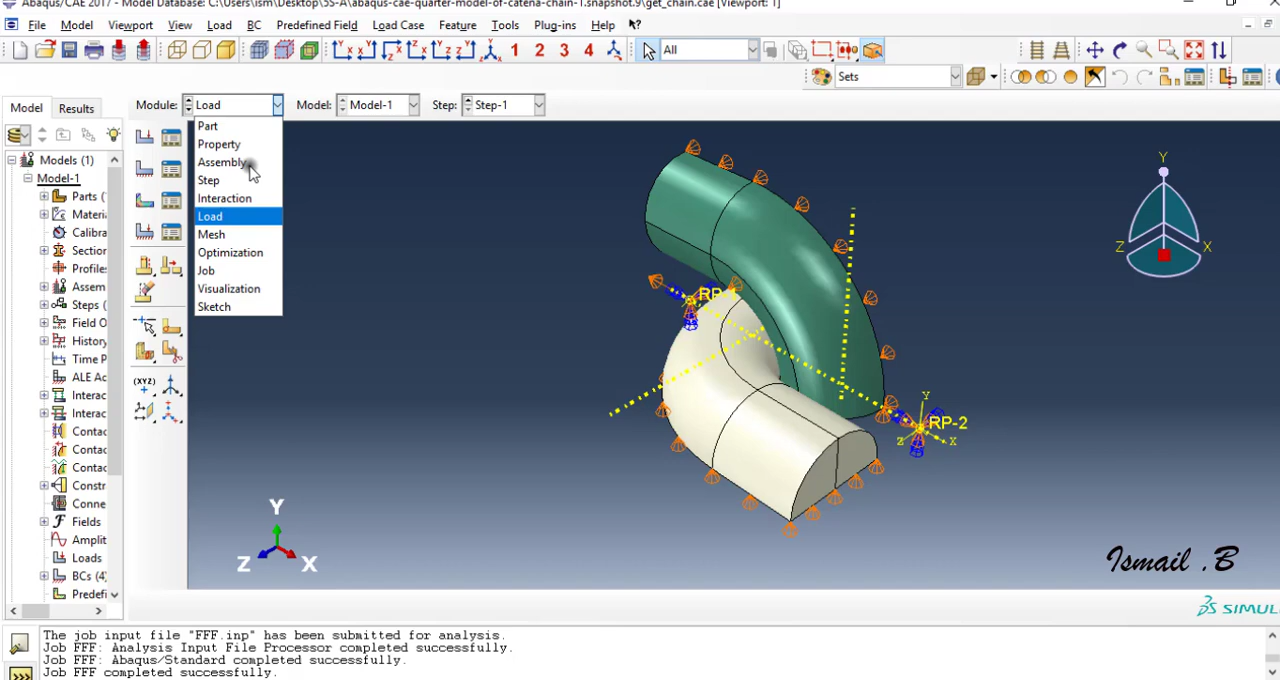 Abaqus/CAE 2017 - Model Database: C:\Users\ism\Desktop\SS-A\abaqus-cae-quarter-model-of-catena-chain-1.snapshot.9\get_chain.cae [Viewport: 1]
File Model Viewport View Load BC Predefined Field Load Case Feature Tools Plug-ins Help
1 2 3 4 All
Sets
Model Results Module: Load Model: Model-1 Step: Step-1
Part
Property
Assembly
Step
Interaction
Load
Mesh
Optimization
Job
Visualization
Sketch
Models (1)
Model-1
Parts (
Materia
Calibra
Section
Profiles
Assem
Steps (
Field O
History
Time P
ALE Ac
Interac
Interac
Contac
Contac
Contac
Constr
Conne
Fields
Amplit
Loads
BCs (4)
Predefi
(XYZ)
RP-1
RP-2
Y
X
Z
Y
Z X
Y
Z X
Ismail .B
SIMUL
The job input file "FFF.inp" has been submitted for analysis.
Job FFF: Analysis Input File Processor completed successfully.
Job FFF: Abaqus/Standard completed successfully.
Job FFF completed successfully.